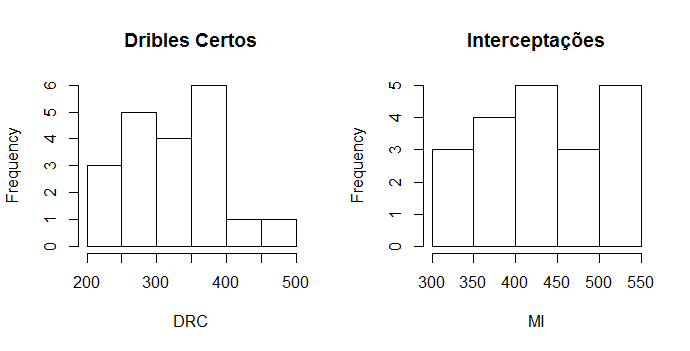 Dribles Certos
Frequency
0 1 2 3 4 5 6
200 300 400 500
DRC
Interceptações
Frequency
0 1 2 3 4 5
300 350 400 450 500 550
MI